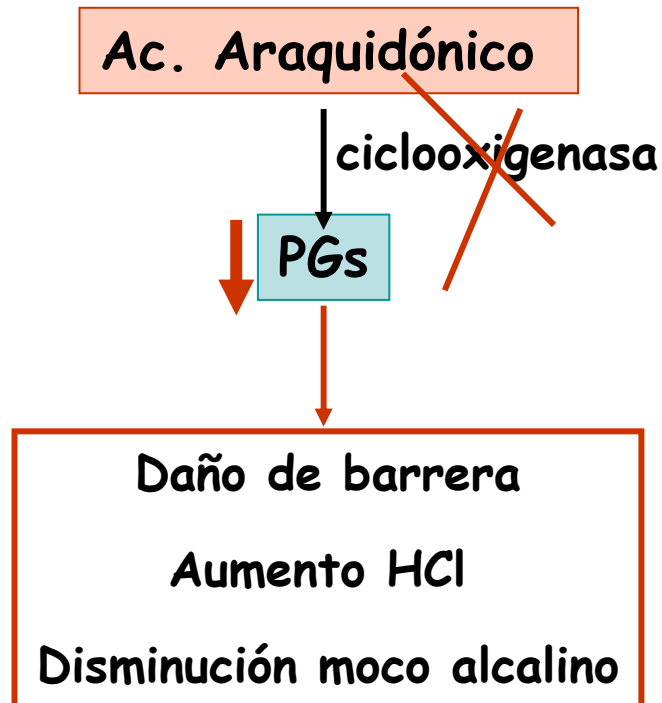 Ac. Araquidónico
ciclooxigenasa
PGs
Daño de barrera
Aumento HCl
Disminución moco alcalino